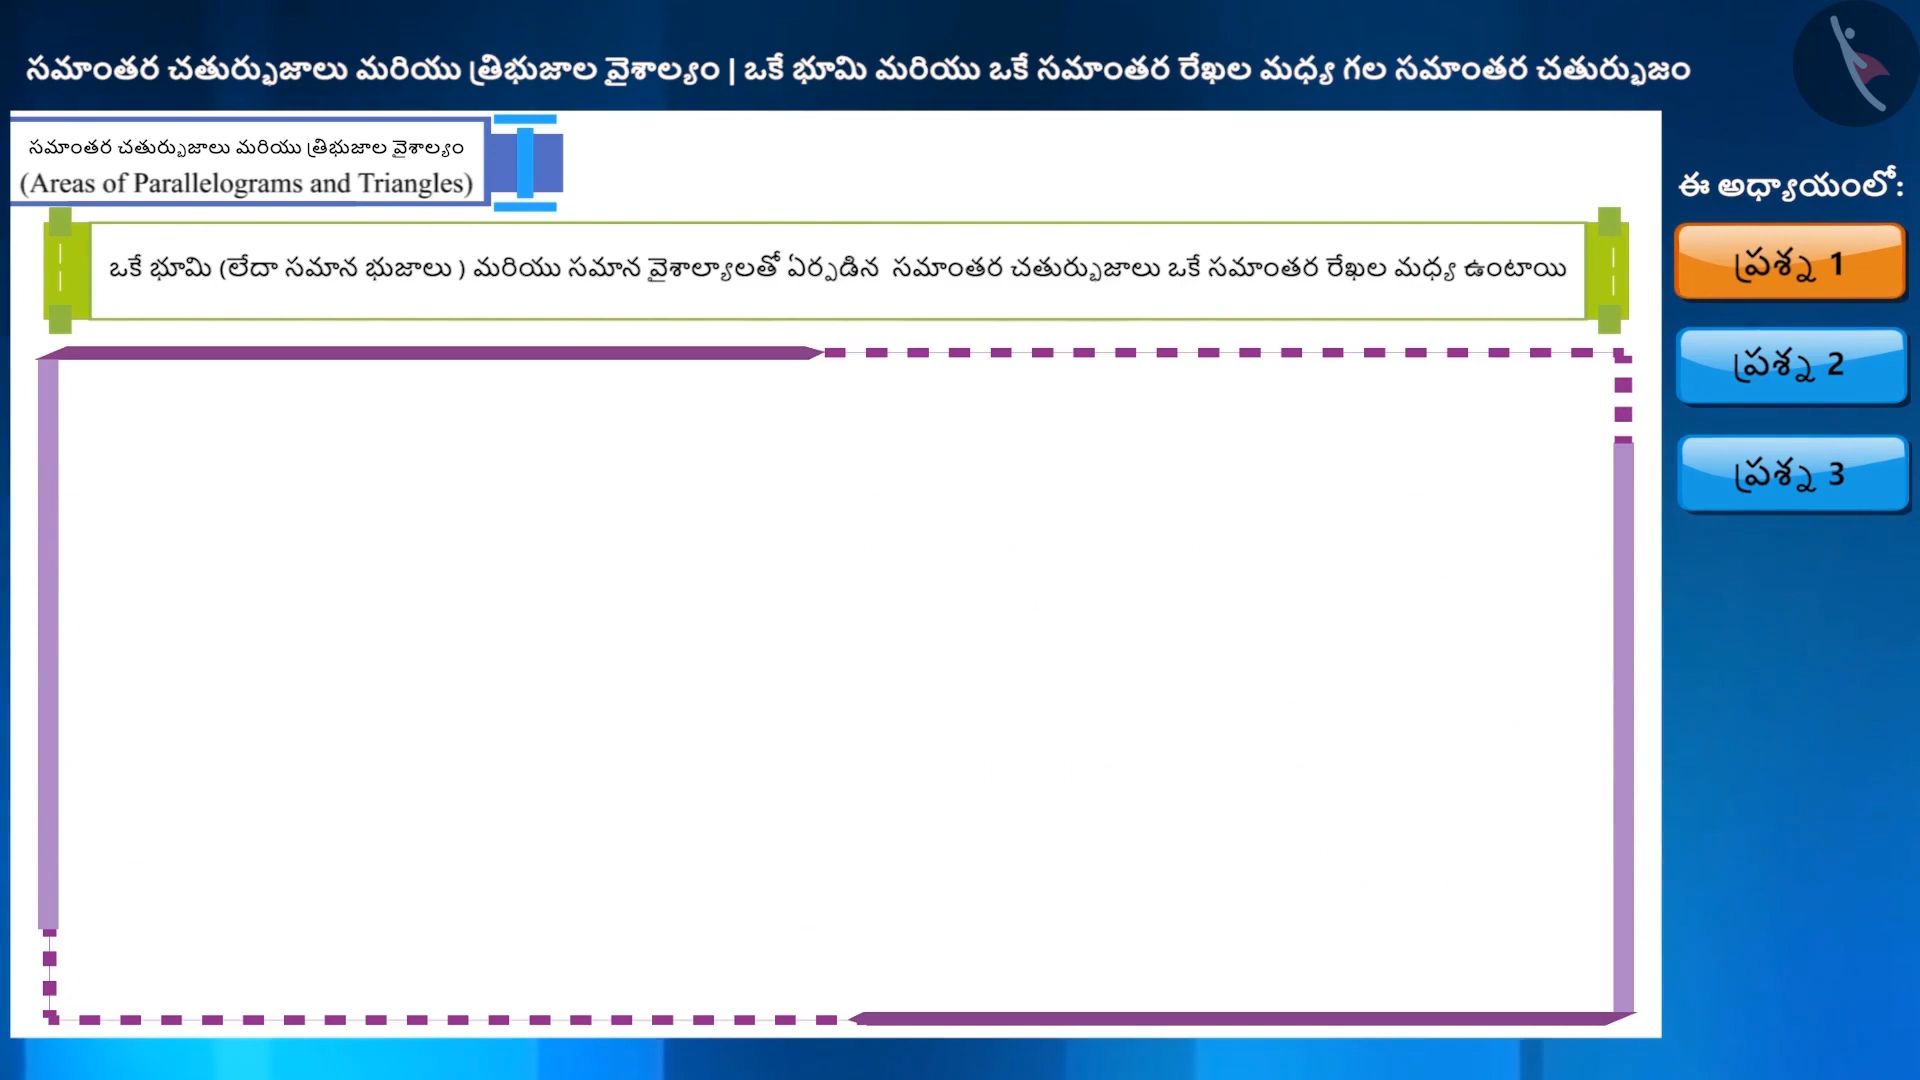 సమాంతర చతుర్భుజాలు మరియు త్రిభుజాల వైశాల్యం | ఒకే భూమి మరియు ఒకే సమాంతర రేఖల మధ్య గల సమాంతర చతుర్భుజం
సమాంతర చతుర్భుజాలు మరియు త్రిభుజాల వైశాల్యం
(Areas of Parallelograms and Triangles)
ఒకే భూమి (లేదా సమాన భుజాలు ) మరియు సమాన వైశాల్యాలతో ఏర్పడిన సమాంతర చతుర్భుజాలు ఒకే సమాంతర రేఖల మధ్య ఉంటాయి
ఈ అధ్యాయంలో:
ప్రశ్న 1
ప్రశ్న 2
ప్రశ్న 3